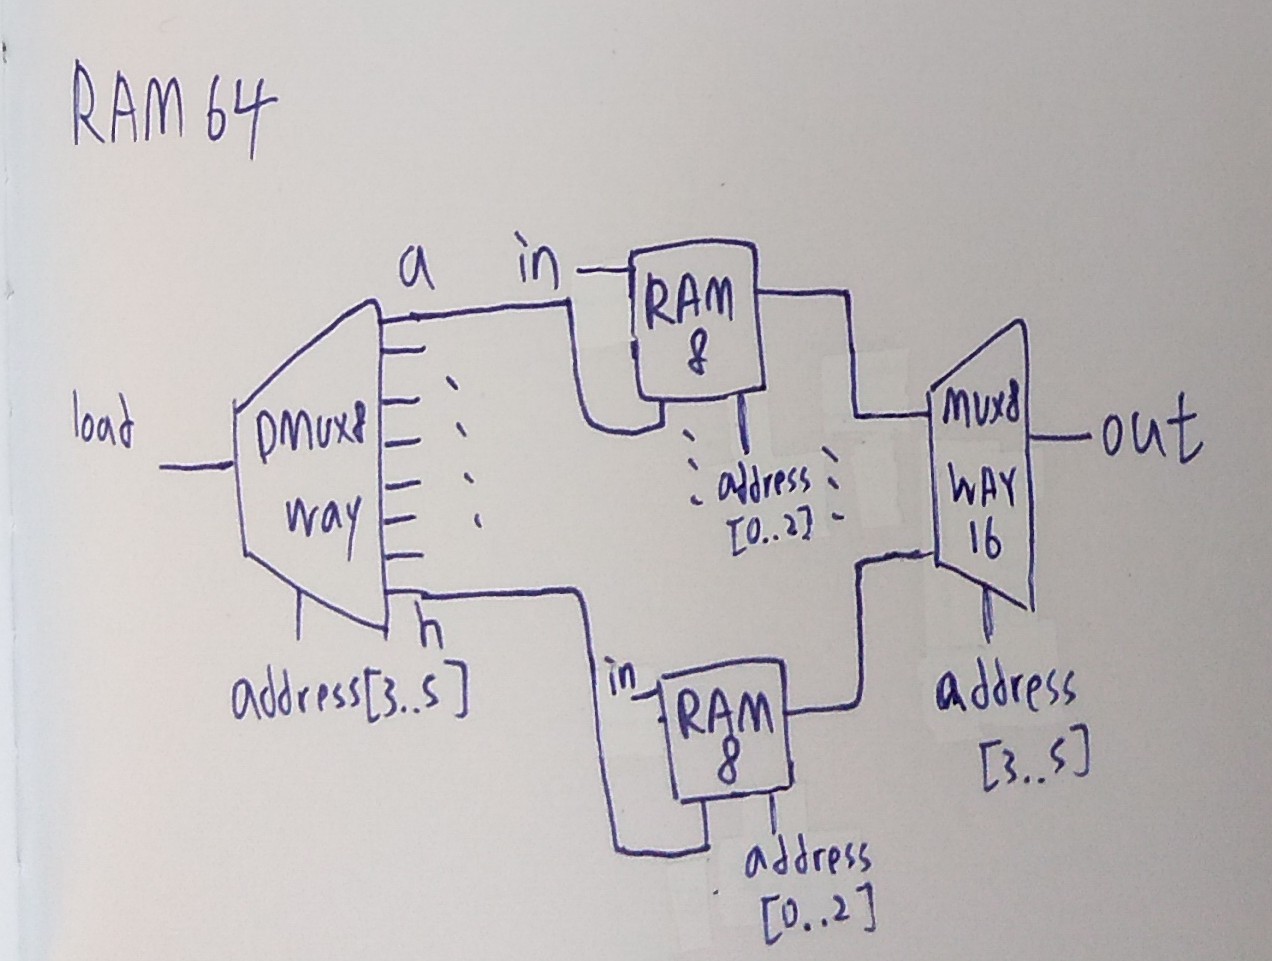 RAM 64
a
in
RAM
8
load
DMUX8
way
address
[0..2]
MUX8
WAY
16
out
h
address[3..5]
in
RAM
8
address
[0..2]
address
[3..5]